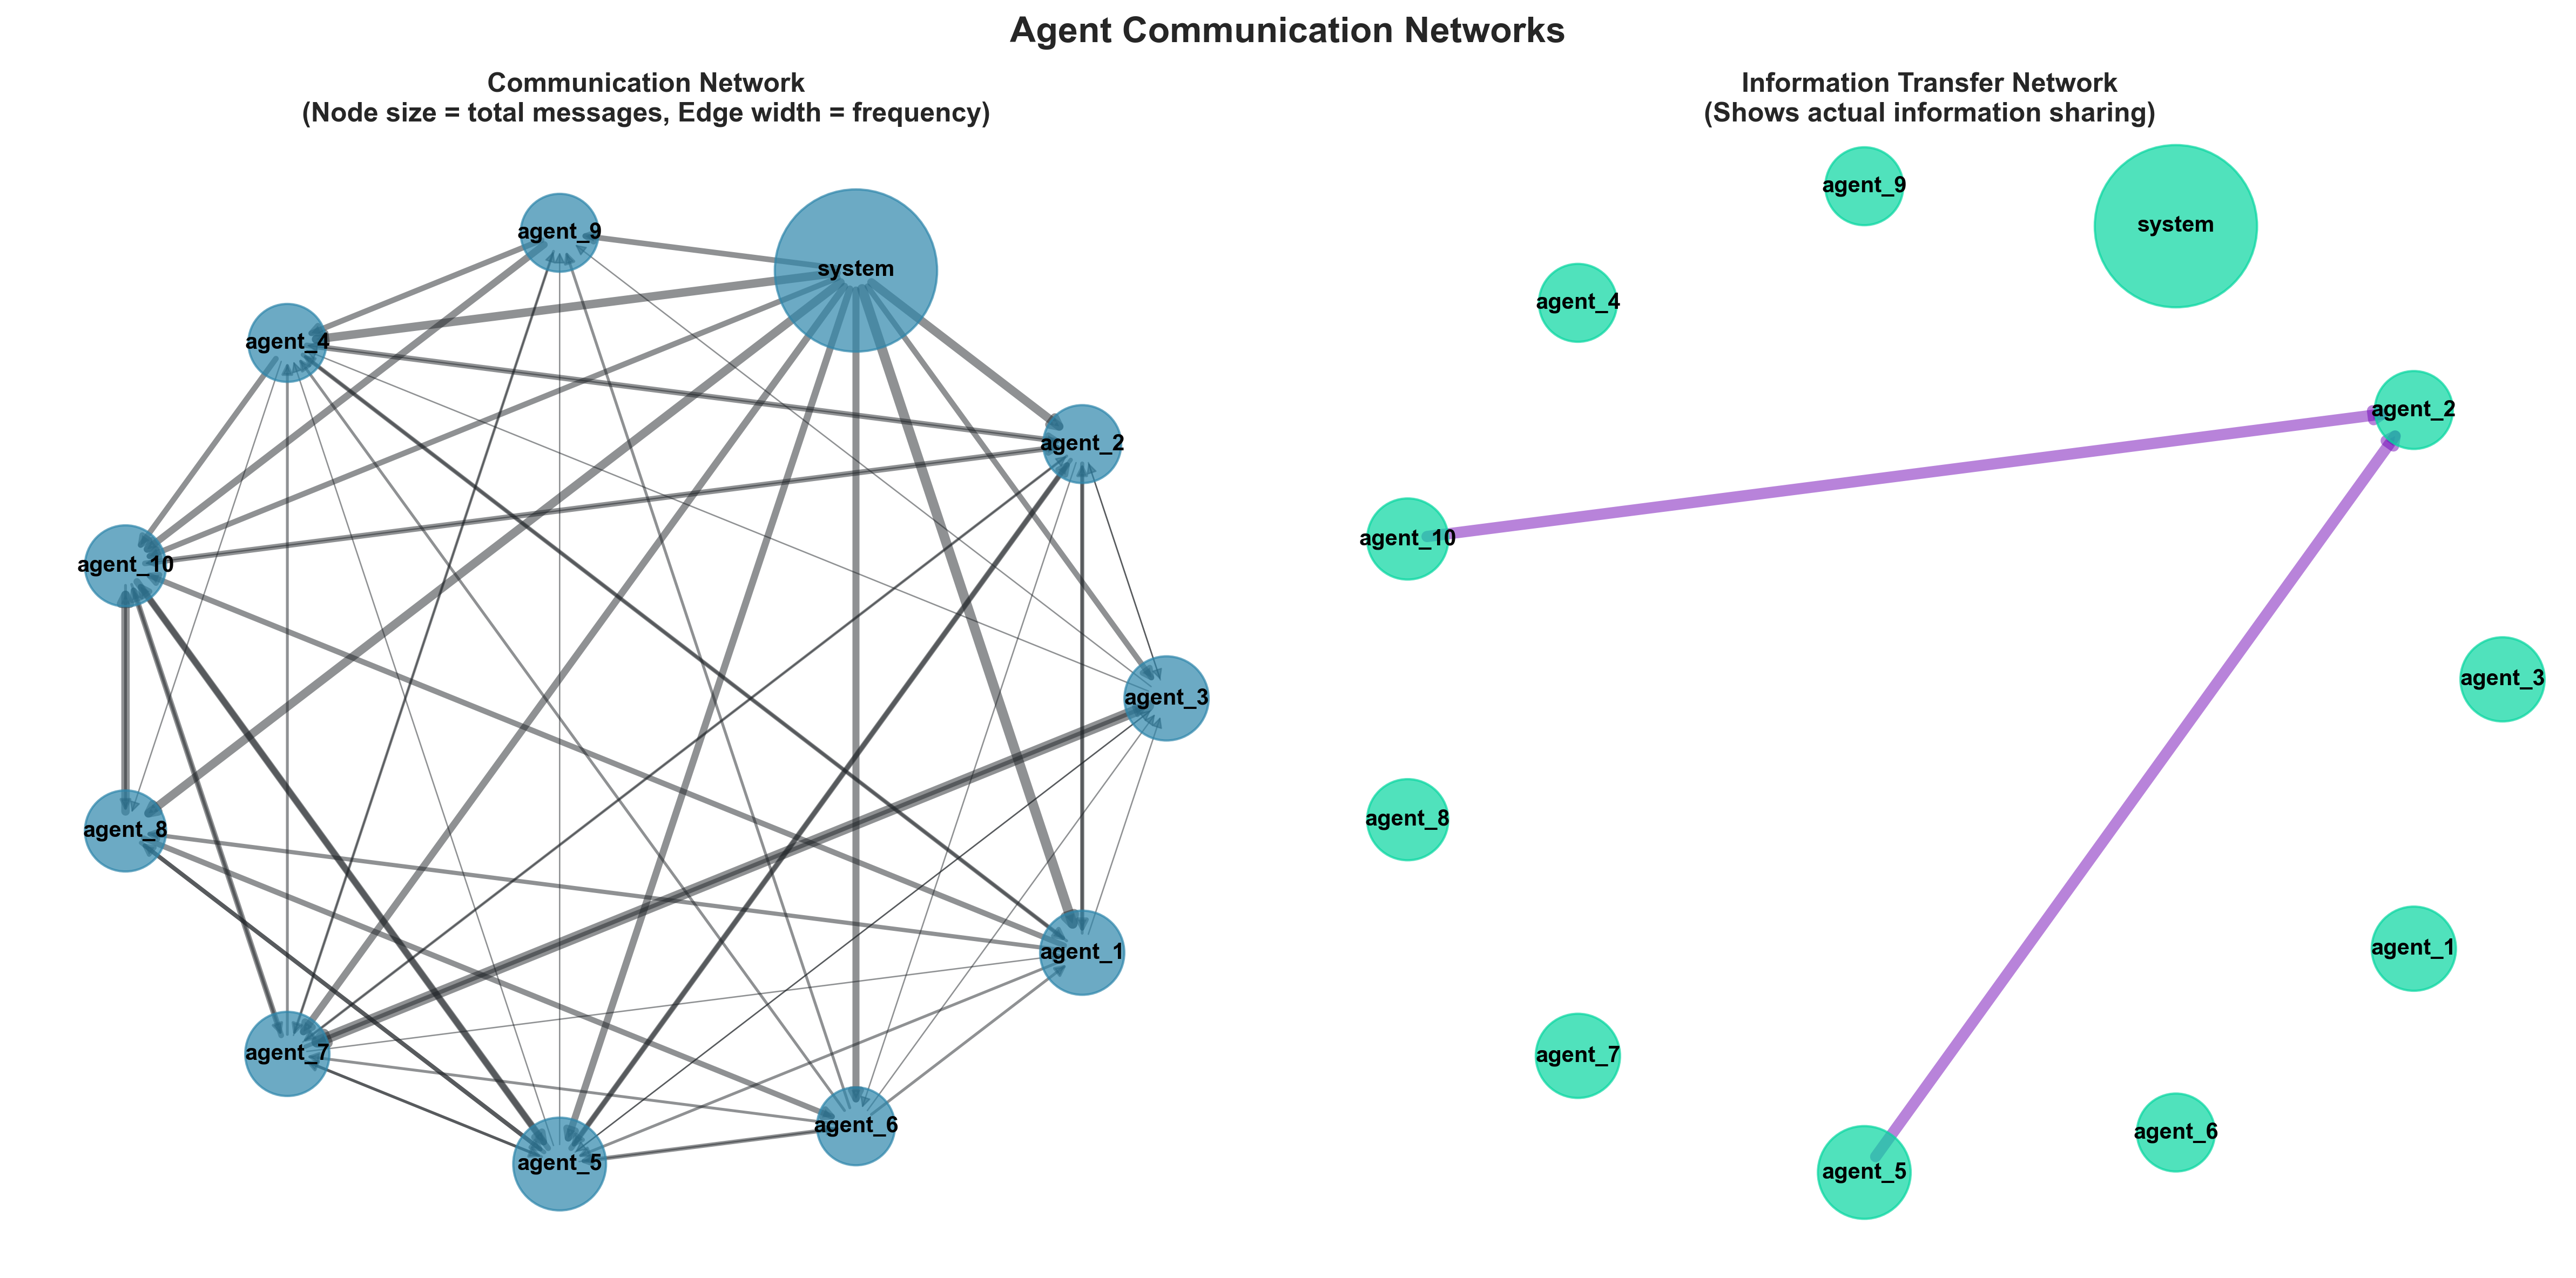 Agent Communication Networks
Communication Network
(Node size = total messages, Edge width = frequency)
agent_9
system
agent_4
agent_2
agent_10
agent_3
agent_8
agent_1
agent_7
agent_6
agent_5
Information Transfer Network
(Shows actual information sharing)
agent_9
system
agent_4
agent_2
agent_10
agent_3
agent_8
agent_1
agent_7
agent_6
agent_5